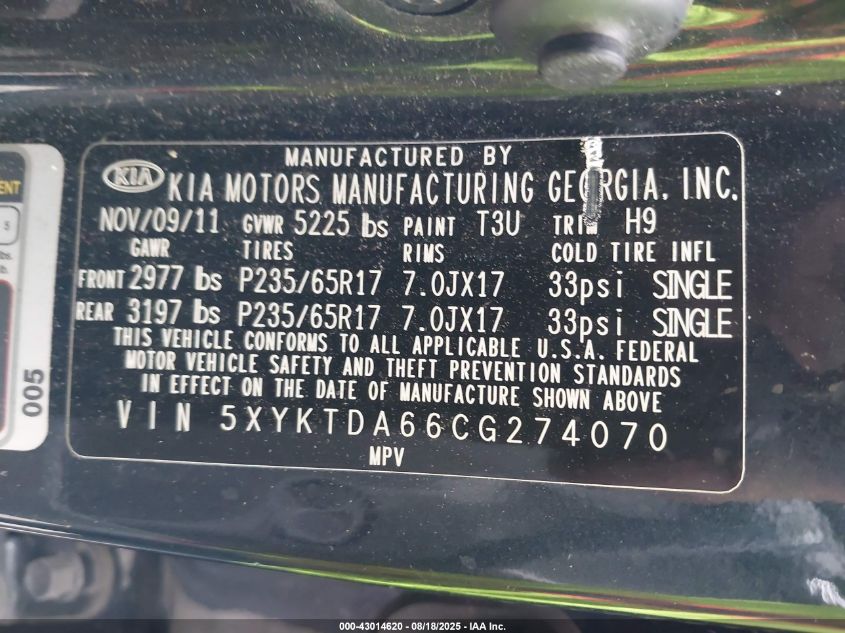 MANUFACTURED BY
KIA KIA MOTORS MANUFACTURING GEORGIA, INC.
NOV/09/11 GVWR 5225 lbs PAINT T3U TRIM H9
GAWR TIRES RIMS COLD TIRE INFL
FRONT 2977 lbs P235/65R17 7.0JX17 33psi SINGLE
REAR 3197 lbs P235/65R17 7.0JX17 33psi SINGLE
THIS VEHICLE CONFORMS TO ALL APPLICABLE U.S.A. FEDERAL
MOTOR VEHICLE SAFETY AND THEFT PREVENTION STANDARDS
IN EFFECT ON THE DATE OF MANUFACTURE SHOWN ABOVE
VIN 5XYKTDA66CG274070
MPV
ENT
5
lbs.
lb.
005
000-43014620 - 08/18/2025 - IAA Inc.